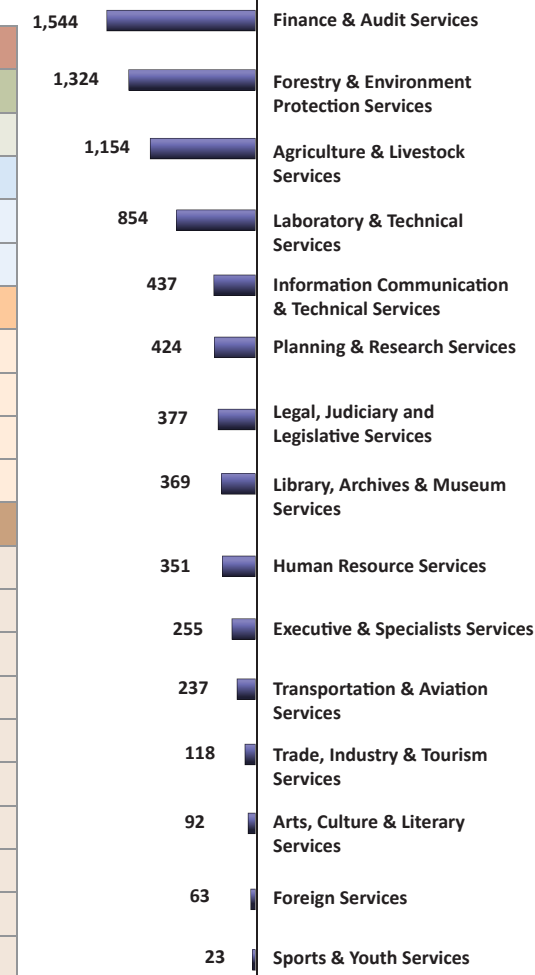 1,544 Finance & Audit Services
1,324 Forestry & Environment
Protection Services
1,154 Agriculture & Livestock
Services
854 Laboratory & Technical
Services
437 Information Communication
& Technical Services
424 Planning & Research Services
377 Legal, Judiciary and
Legislative Services
369 Library, Archives & Museum
Services
351 Human Resource Services
255 Executive & Specialists Services
237 Transportation & Aviation
Services
118 Trade, Industry & Tourism
Services
92 Arts, Culture & Literary
Services
63 Foreign Services
23 Sports & Youth Services